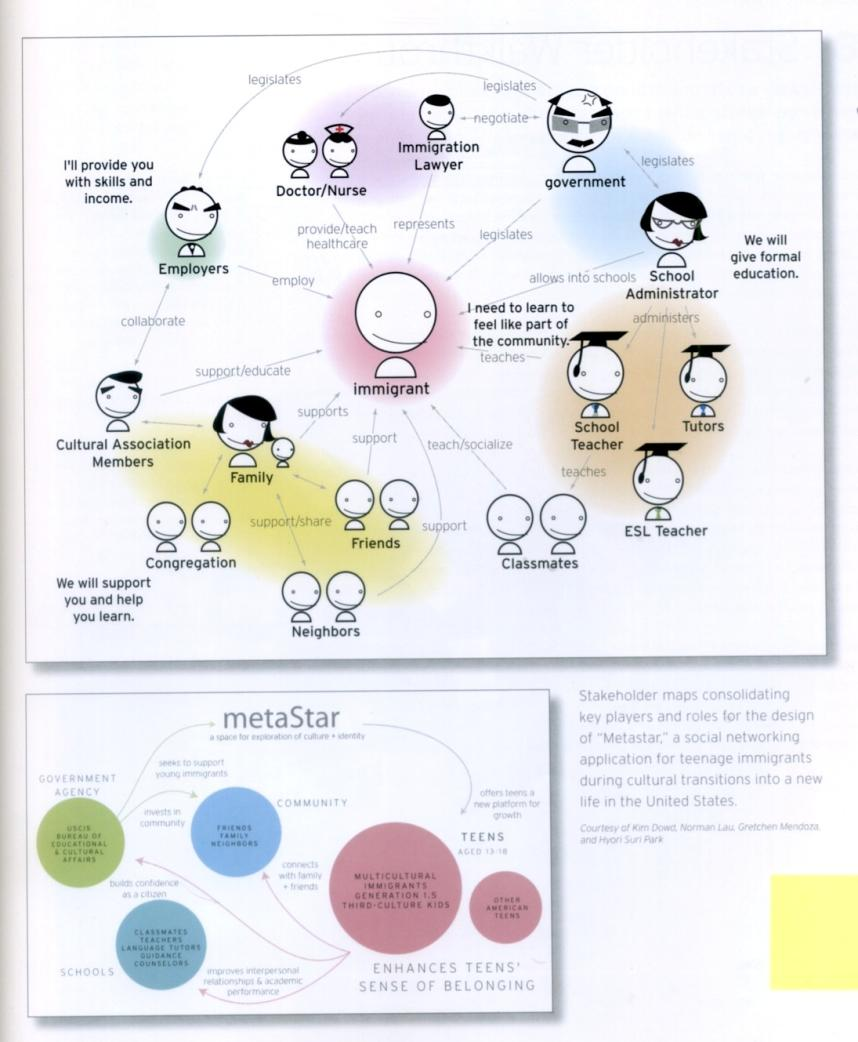 legislates
legislates
negotiate
Immigration
Lawyer
Doctor/Nurse
government
legislates
I'll provide you
with skills and
income.
provide/teach
healthcare
represents
legislates
We will
give formal
education.
Employers
employ
allows into schools
School
Administrator
collaborate
I need to learn to
feel like part of
the community.
administers
teaches
support/educate
immigrant
supports
School
Teacher
Tutors
Cultural Association
Members
support
teach/socialize
Family
teaches
support/share
support
ESL Teacher
Friends
Congregation
Classmates
We will support
you and help
you learn.
Neighbors
metaStar
a space for exploration of culture + identity
seeks to support
young immigrants
GOVERNMENT
AGENCY
invests in
community
COMMUNITY
offers teens a
new platform for
growth
USCIS
BUREAU OF
EDUCATIONAL
& CULTURAL
AFFAIRS
FRIENDS
FAMILY
NEIGHBORS
TEENS
AGED 13-18
connects
with family
+ friends
MULTICULTURAL
IMMIGRANTS
GENERATION 1.5
THIRD-CULTURE KIDS
OTHER
AMERICAN
TEENS
builds confidence
as a citizen
CLASSMATES
TEACHERS
LANGUAGE TUTORS
GUIDANCE
COUNSELORS
SCHOOLS
improves interpersonal
relationships & academic
performance
ENHANCES TEENS'
SENSE OF BELONGING
Stakeholder maps consolidating
key players and roles for the design
of "Metastar," a social networking
application for teenage immigrants
during cultural transitions into a new
life in the United States.
Courtesy of Kim Dowd, Norman Lau, Gretchen Mendoza,
and Hyori Suri Park